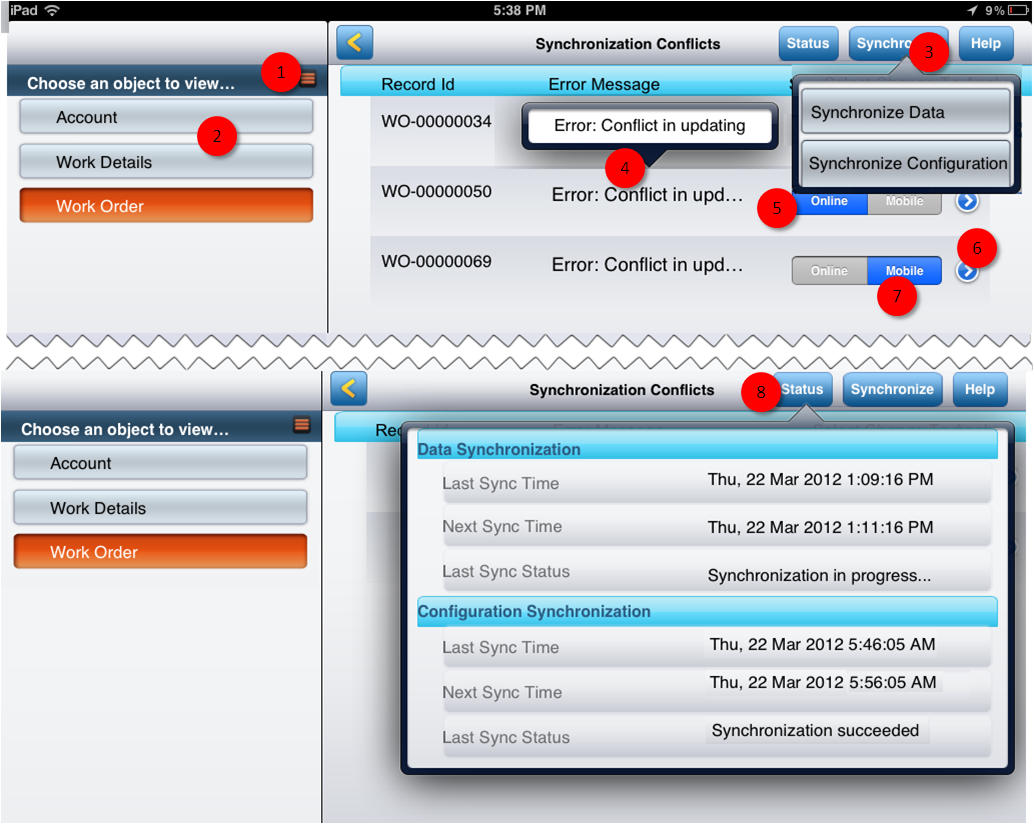 iPad 5:38 PM 9%
Synchronization Conflicts Status Synchro 3 Help
Choose an object to view... 1
Record Id Error Message
Account
Synchronize Data
WO-00000034 Error: Conflict in updating
2
Work Details
Synchronize Configuration
4
WO-00000050 Error: Conflict in upd...
Work Order
5 Online Mobile
6
WO-00000069 Error: Conflict in upd...
Online Mobile
7
Synchronization Conflicts 8 Status Synchronize Help
Choose an object to view...
Data Synchronization
Account
Last Sync Time Thu, 22 Mar 2012 1:09:16 PM
Work Details
Next Sync Time Thu, 22 Mar 2012 1:11:16 PM
Work Order
Last Sync Status Synchronization in progress...
Configuration Synchronization
Last Sync Time Thu, 22 Mar 2012 5:46:05 AM
Next Sync Time Thu, 22 Mar 2012 5:56:05 AM
Last Sync Status Synchronization succeeded